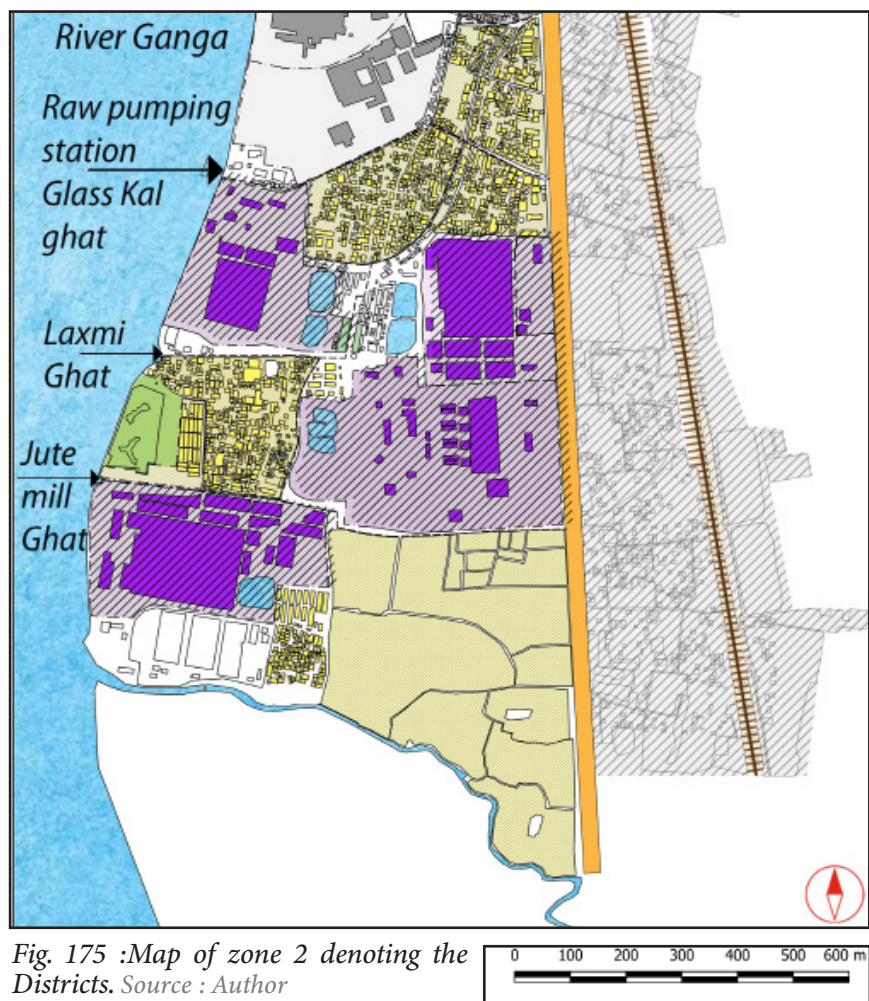 River Ganga
Raw pumping
station
Glass Kal
ghat
Laxmi
Ghat
Jute
mill
Ghat
Fig. 175 :Map of zone 2 denoting the
Districts. Source : Author
0 100 200 300 400 500 600 m